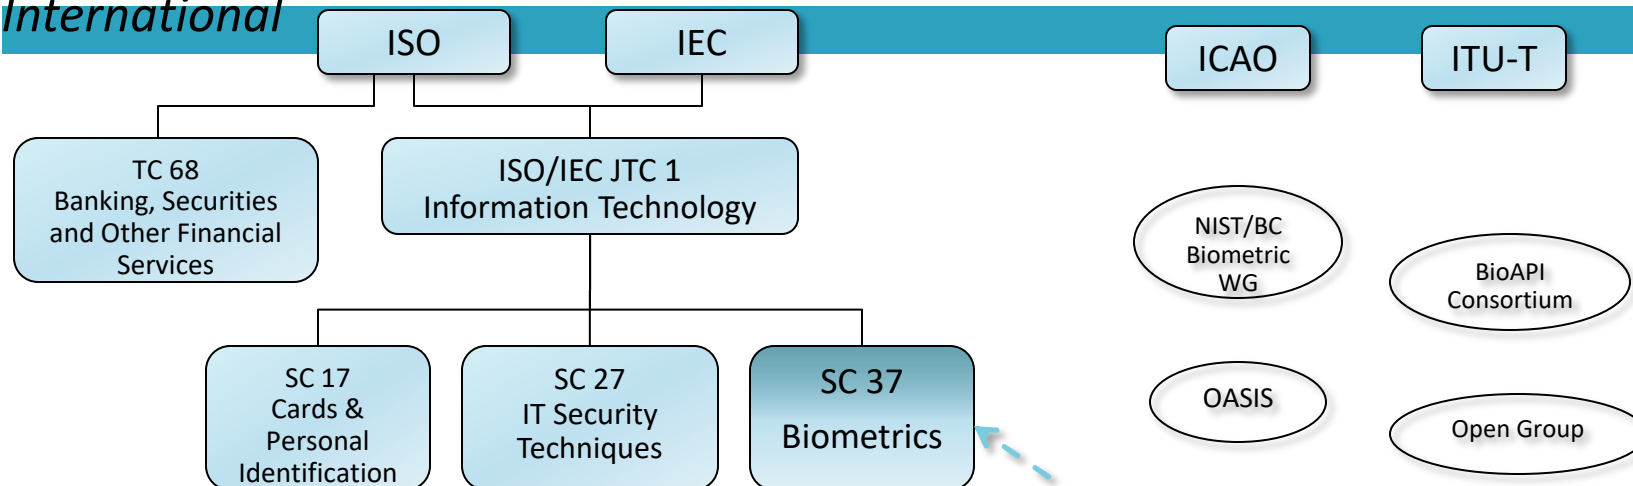 International
ISO
IEC
ICAO
ITU-T
TC 68
Banking, Securities
and Other Financial
Services
ISO/IEC JTC 1
Information Technology
NIST/BC
Biometric
WG
BioAPI
Consortium
SC 17
Cards &
Personal
Identification
SC 27
IT Security
Techniques
SC 37
Biometrics
OASIS
Open Group